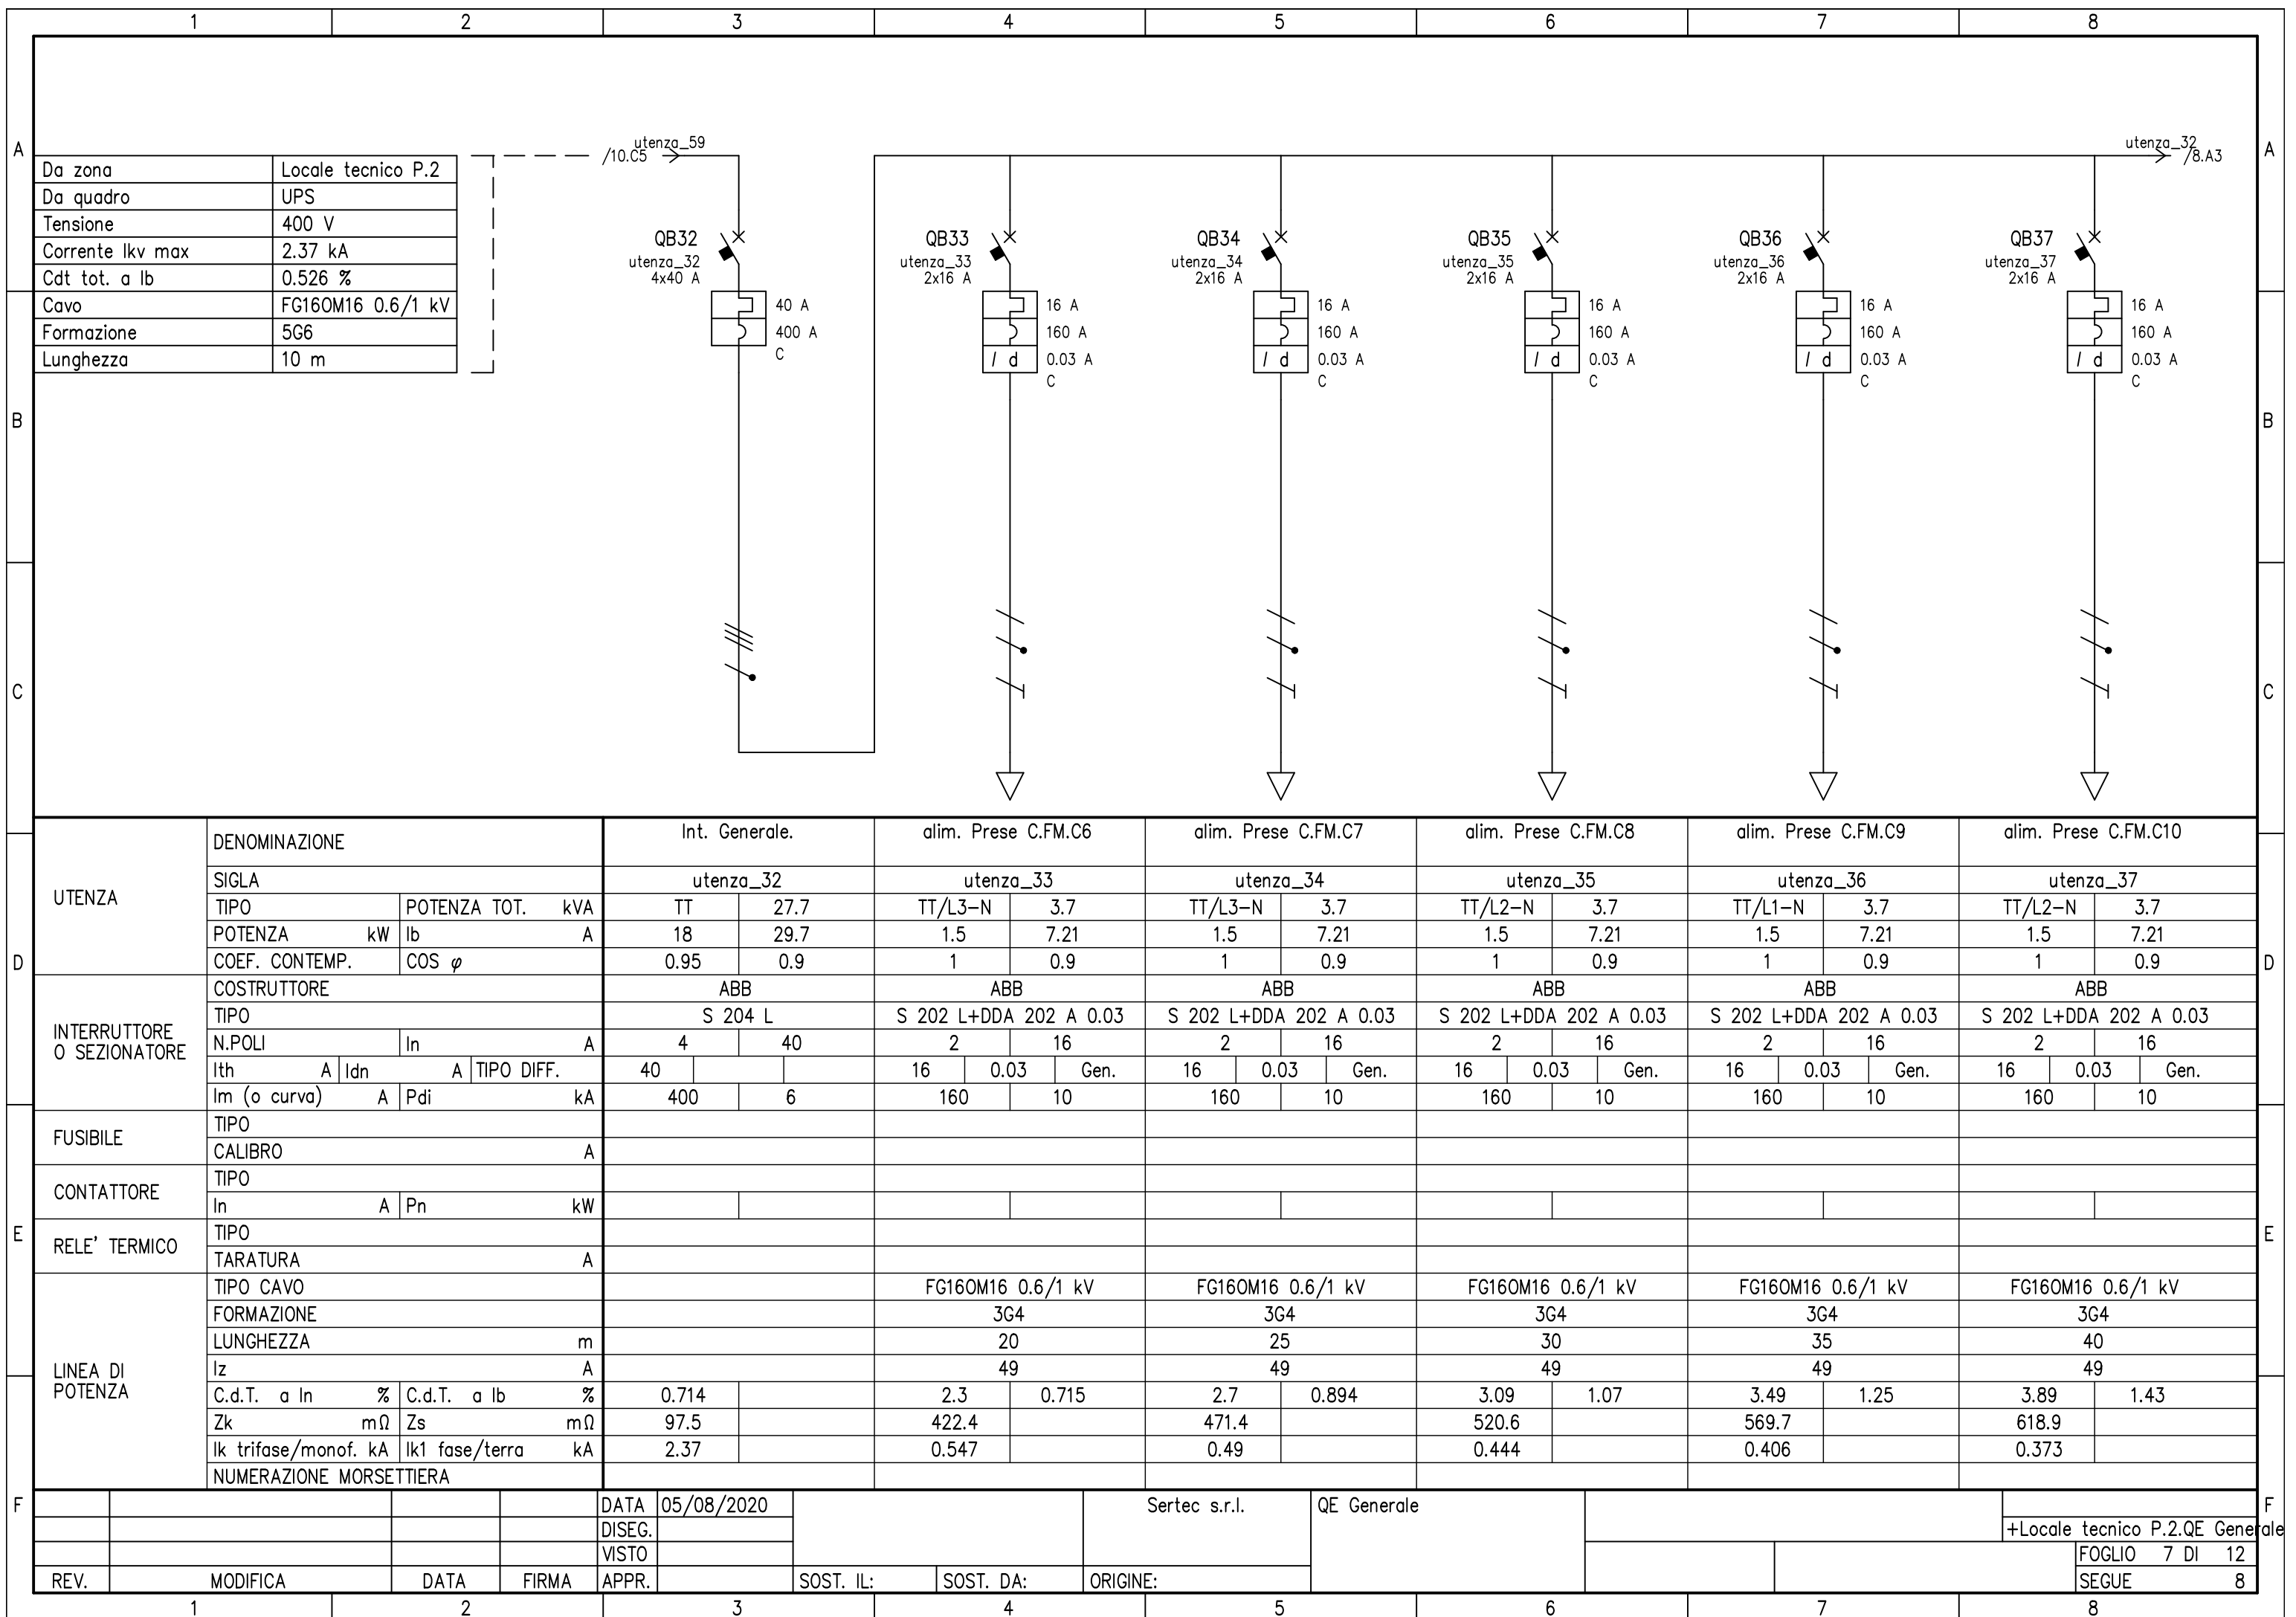 1 2 3 4 5 6 7 8
A A
utenza_59
/10.C5
utenza_32
/8.A3
Da zona Locale tecnico P.2
Da quadro UPS
Tensione 400 V
Corrente Ikv max 2.37 kA
Cdt tot. a Ib 0.526 %
Cavo FG16OM16 0.6/1 kV
Formazione 5G6
Lunghezza 10 m
QB32 QB33 QB34 QB35 QB36 QB37
utenza_32 utenza_33 utenza_34 utenza_35 utenza_36 utenza_37
4x40 A 2x16 A 2x16 A 2x16 A 2x16 A 2x16 A
40 A 16 A 16 A 16 A 16 A 16 A
400 A 160 A 160 A 160 A 160 A 160 A
C I d 0.03 A I d 0.03 A I d 0.03 A I d 0.03 A I d 0.03 A
C C C C C
B B
C C
UTENZA
DENOMINAZIONE Int. Generale. alim. Prese C.FM.C6 alim. Prese C.FM.C7 alim. Prese C.FM.C8 alim. Prese C.FM.C9 alim. Prese C.FM.C10
SIGLA utenza_32 utenza_33 utenza_34 utenza_35 utenza_36 utenza_37
TIPO POTENZA TOT. kVA TT 27.7 TT/L3-N 3.7 TT/L3-N 3.7 TT/L2-N 3.7 TT/L1-N 3.7 TT/L2-N 3.7
POTENZA kW Ib A 18 29.7 1.5 7.21 1.5 7.21 1.5 7.21 1.5 7.21 1.5 7.21
D COEF. CONTEMP. COS φ 0.95 0.9 1 0.9 1 0.9 1 0.9 1 0.9 1 0.9 D
INTERRUTTORE
O SEZIONATORE
COSTRUTTORE ABB ABB ABB ABB ABB ABB
TIPO S 204 L S 202 L+DDA 202 A 0.03 S 202 L+DDA 202 A 0.03 S 202 L+DDA 202 A 0.03 S 202 L+DDA 202 A 0.03 S 202 L+DDA 202 A 0.03
N.POLI In A 4 40 2 16 2 16 2 16 2 16 2 16
Ith A Idn A TIPO DIFF. 40 16 0.03 Gen. 16 0.03 Gen. 16 0.03 Gen. 16 0.03 Gen. 16 0.03 Gen.
Im (o curva) A Pdi kA 400 6 160 10 160 10 160 10 160 10 160 10
FUSIBILE
TIPO
CALIBRO A
CONTATTORE
TIPO
In A Pn kW
E E
RELE' TERMICO
TIPO
TARATURA A
LINEA DI
POTENZA
TIPO CAVO FG16OM16 0.6/1 kV FG16OM16 0.6/1 kV FG16OM16 0.6/1 kV FG16OM16 0.6/1 kV FG16OM16 0.6/1 kV
FORMAZIONE 3G4 3G4 3G4 3G4 3G4
LUNGHEZZA m 20 25 30 35 40
Iz A 49 49 49 49 49
C.d.T. a In % C.d.T. a Ib % 0.714 2.3 0.715 2.7 0.894 3.09 1.07 3.49 1.25 3.89 1.43
Zk mΩ Zs mΩ 97.5 422.4 471.4 520.6 569.7 618.9
Ik trifase/monof. kA Ik1 fase/terra kA 2.37 0.547 0.49 0.444 0.406 0.373
NUMERAZIONE MORSETTIERA
F F
DATA 05/08/2020 Sertec s.r.l. QE Generale
DISEG. +Locale tecnico P.2.QE Generale
VISTO FOGLIO 7 DI 12
REV. MODIFICA DATA FIRMA APPR. SOST. IL: SOST. DA: ORIGINE: SEGUE 8
1 2 3 4 5 6 7 8